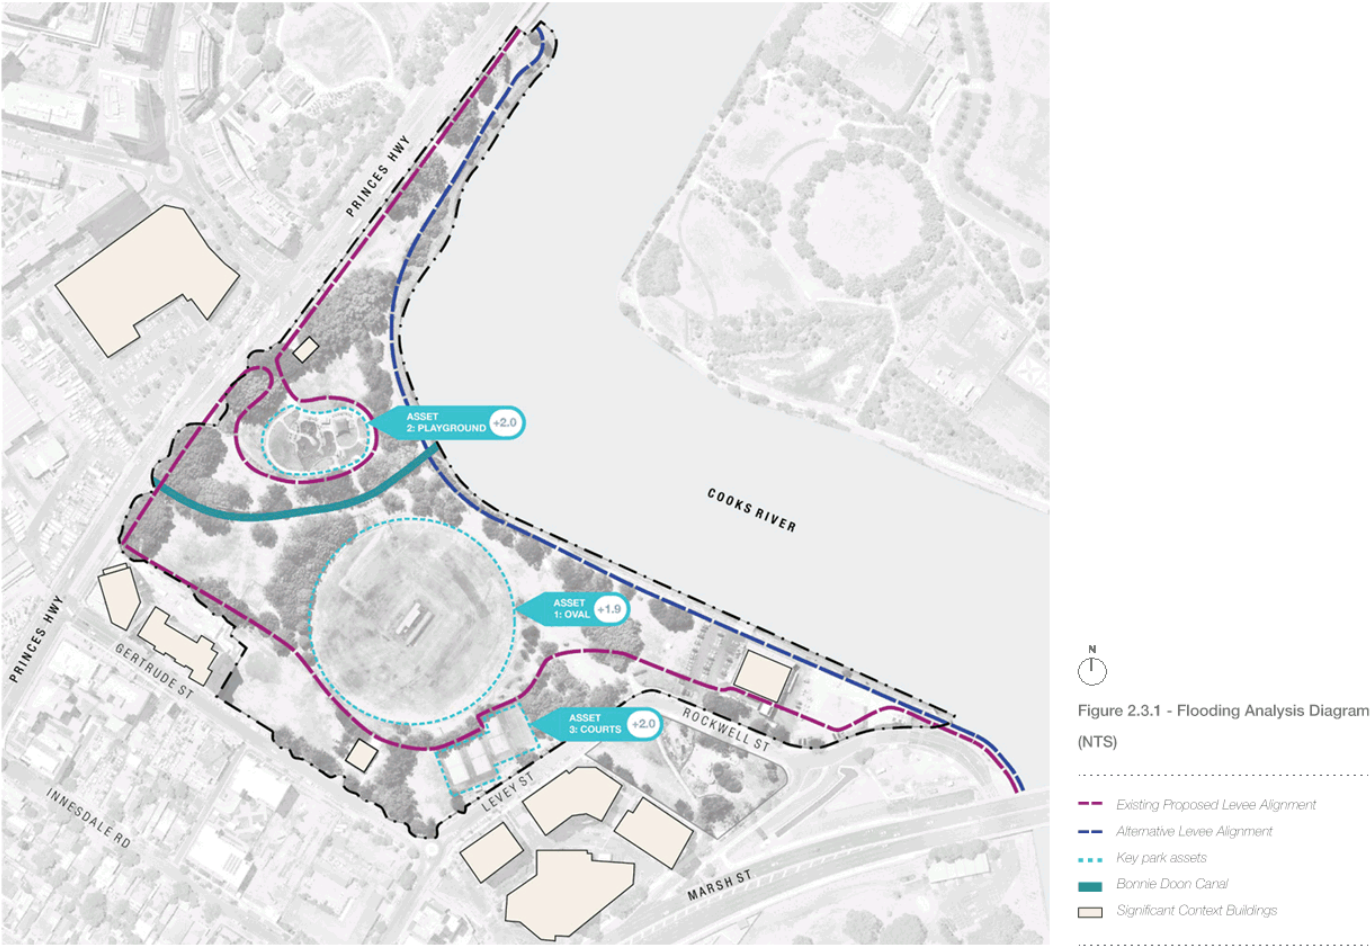 PRINCES HWY
ASSET
2: PLAYGROUND
+2.0
COOKS RIVER
ASSET
1: OVAL
+1.9
PRINCES HWY
GERTRUDE ST
ASSET
3: COURTS
+2.0
ROCKWELL ST
LEVEY ST
INNESDALE RD
MARSH ST
N
Figure 2.3.1 - Flooding Analysis Diagram
(NTS)
Existing Proposed Levee Alignment
Alternative Levee Alignment
Key park assets
Bonnie Doon Canal
Significant Context Buildings